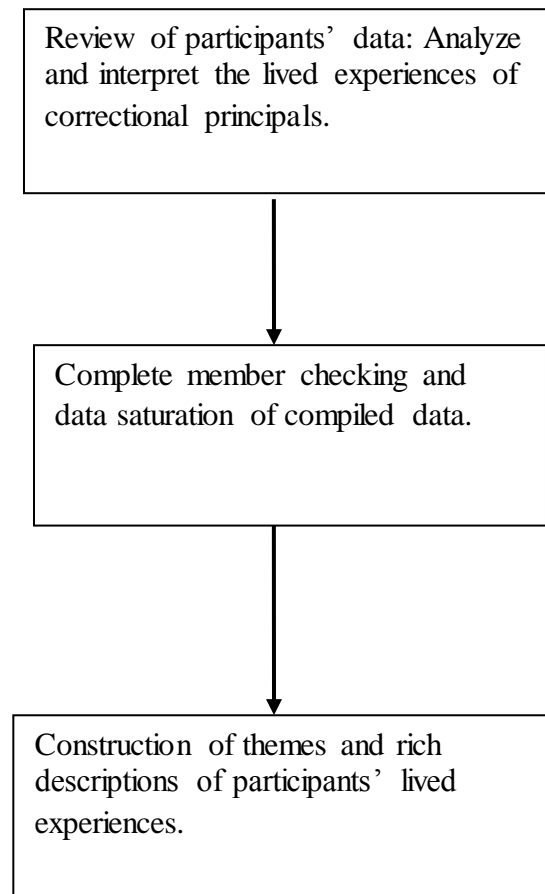 Review of participants’ data: Analyze
and interpret the lived experiences of
correctional principals.
Complete member checking and
data saturation of compiled data.
Construction of themes and rich
descriptions of participants’ lived
experiences.